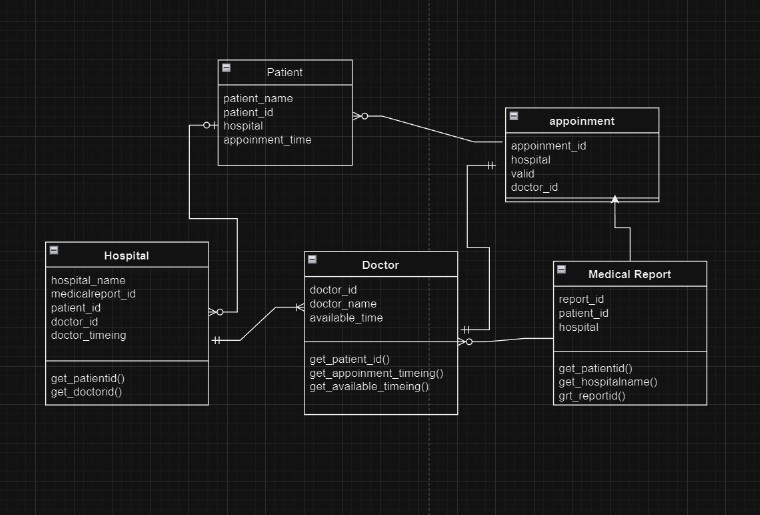 Patient
patient_name
patient_id
hospital
appoinment_time
appoinment
appoinment_id
hospital
valid
doctor_id
Hospital
hospital_name
medicalreport_id
patient_id
doctor_id
doctor_timeing
get_patientid()
get_doctorid()
Doctor
doctor_id
doctor_name
available_time
get_patient_id()
get_appoinment_timeing()
get_available_timeing()
Medical Report
report_id
patient_id
hospital
get_patientid()
get_hospitalname()
grt_reportid()